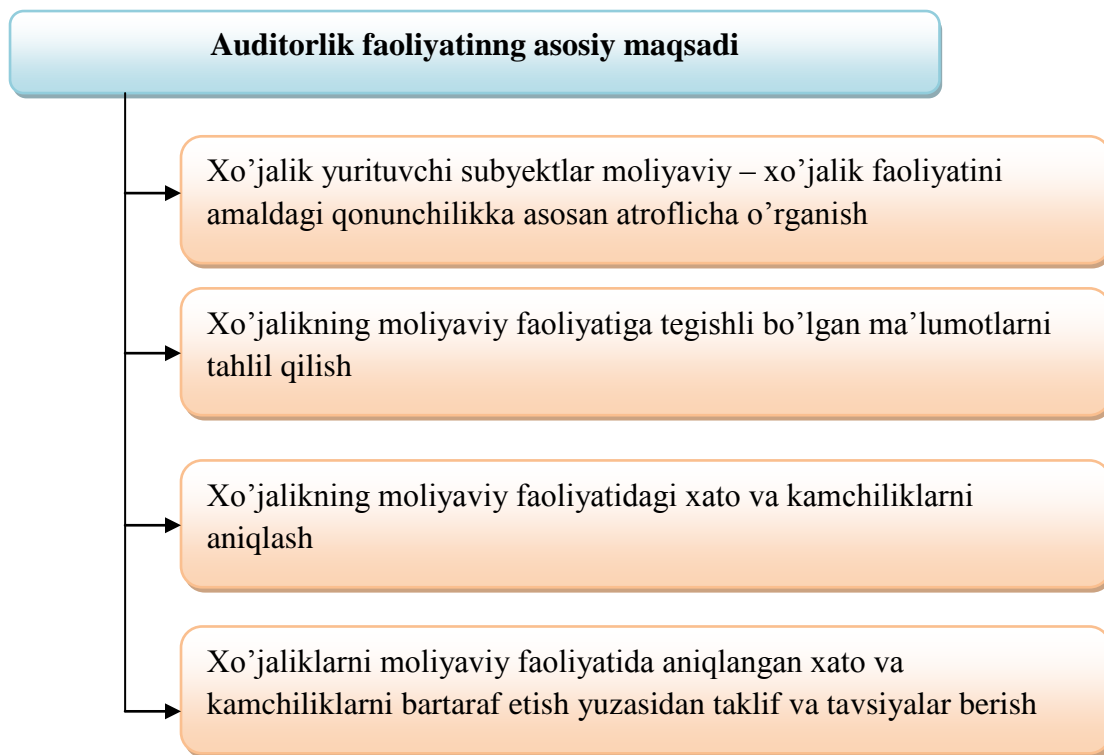 Auditorlik faoliyatinng asosiy maqsadi
Xo’jalik yurituvchi subyektlar moliyaviy – xo’jalik faoliyatini
amaldagi qonunchilikka asosan atroflicha o’rganish
Xo’jalikning moliyaviy faoliyatiga tegishli bo’lgan ma’lumotlarni
tahlil qilish
Xo’jalikning moliyaviy faoliyatidagi xato va kamchiliklarni
aniqlash
Xo’jaliklarni moliyaviy faoliyatida aniqlangan xato va
kamchiliklarni bartaraf etish yuzasidan taklif va tavsiyalar berish